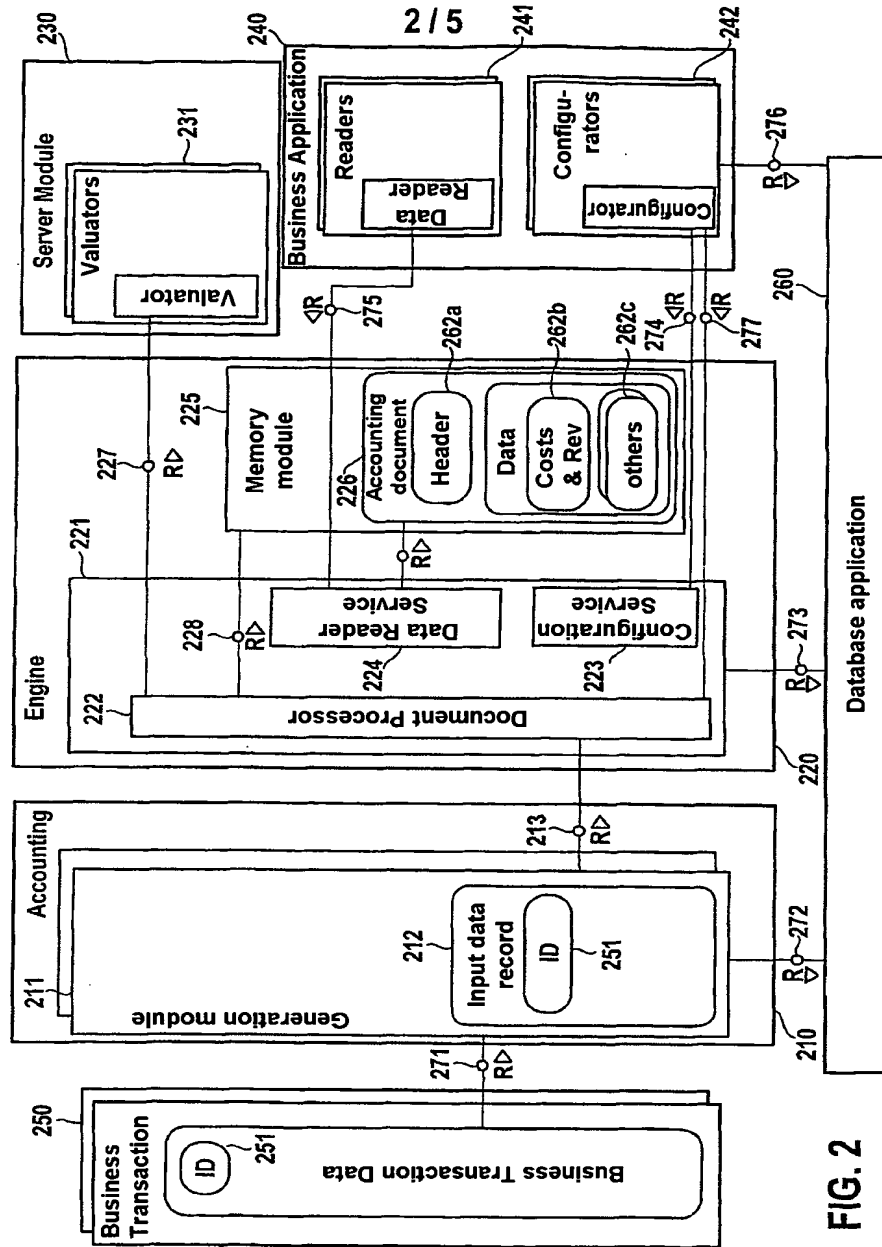 2 / 5
250
Business
Transaction
ID
251
Business Transaction Data
271
R
Accounting
211
Generation module
212
Input data
record
ID
251
213
R
272
R
210
Engine
221
222
Document Processor
228
R
227
R
Data Reader
Service
224
R
Configuration
Service
223
225
Memory
module
226
Accounting
document
Header
262a
Data
Costs
& Rev
262b
others
262c
220
273
R
Server Module
230
Valuators
231
Valuator
240
Business Application
Readers
241
Data
Reader
R
275
Configu-
rators
242
Configurator
R
274
R
277
276
R
260
Database application
FIG. 2